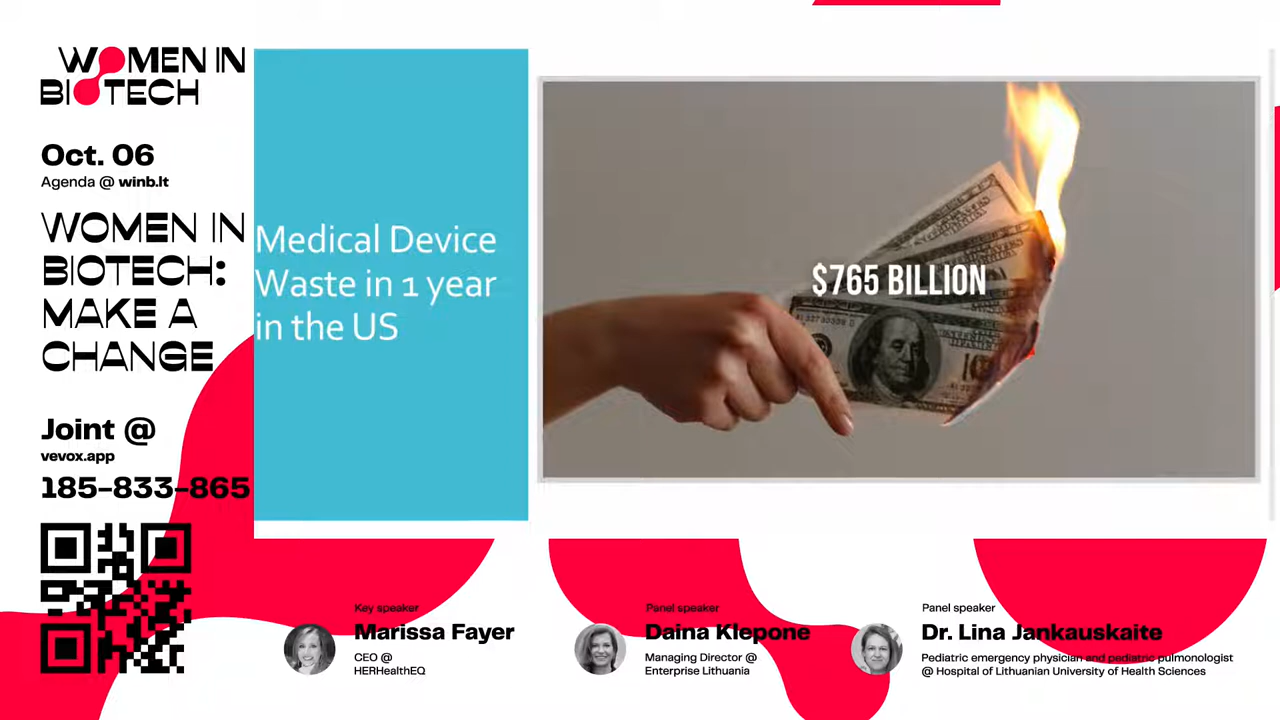 WOMEN IN
BIOTECH
Oct. 06
Agenda @ winb.lt
WOMEN IN
BIOTECH:
MAKE A
CHANGE
Joint @
vevox.app
185-833-865
Medical Device
Waste in 1 year
in the US
$765 BILLION
Key speaker
Marissa Fayer
CEO @
HERHealthEQ
Panel speaker
Daina Klepone
Managing Director @
Enterprise Lithuania
Panel speaker
Dr. Lina Jankauskaite
Pediatric emergency physician and pediatric pulmonologist
@ Hospital of Lithuanian University of Health Sciences